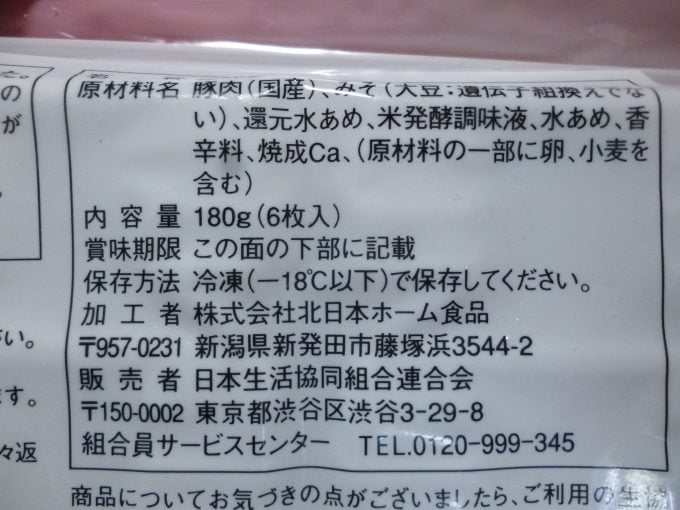 原材料名 豚肉(国産)、みそ(大豆:遺伝子組換えでな
い)、還元水あめ、米発酵調味液、水あめ、香
辛料、焼成Ca、(原材料の一部に卵、小麦を
含む)
内容量 180g(6枚入)
賞味期限 この面の下部に記載
保存方法 冷凍(−18℃以下)で保存してください。
加工者 株式会社北日本ホーム食品
〒957-0231 新潟県新発田市藤塚浜3544-2
販売者 日本生活協同組合連合会
〒150-0002 東京都渋谷区渋谷3-29-8
組合員サービスセンター TEL.0120-999-345
商品についてお気づきの点がございましたら、ご利用の生協
た。
の
が
い。
す。
々返